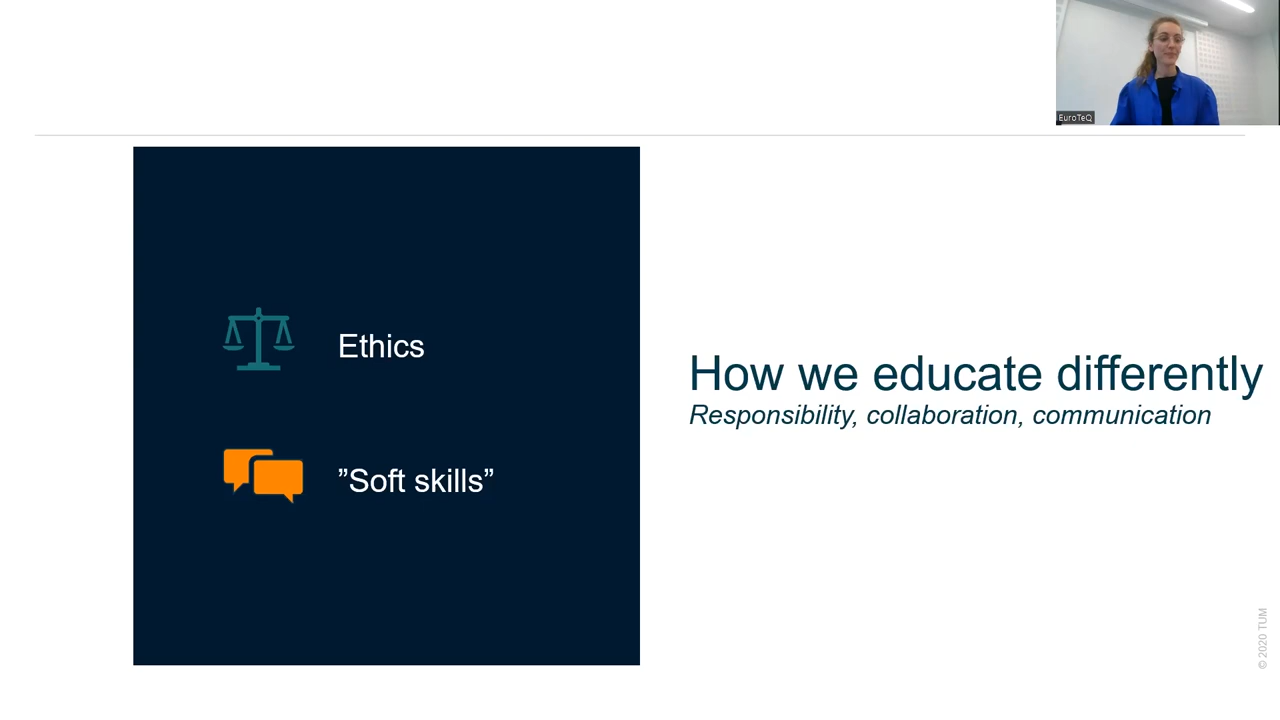 EuroTeQ
Ethics
”Soft skills”
How we educate differently
Responsibility, collaboration, communication
© 2020 TUM